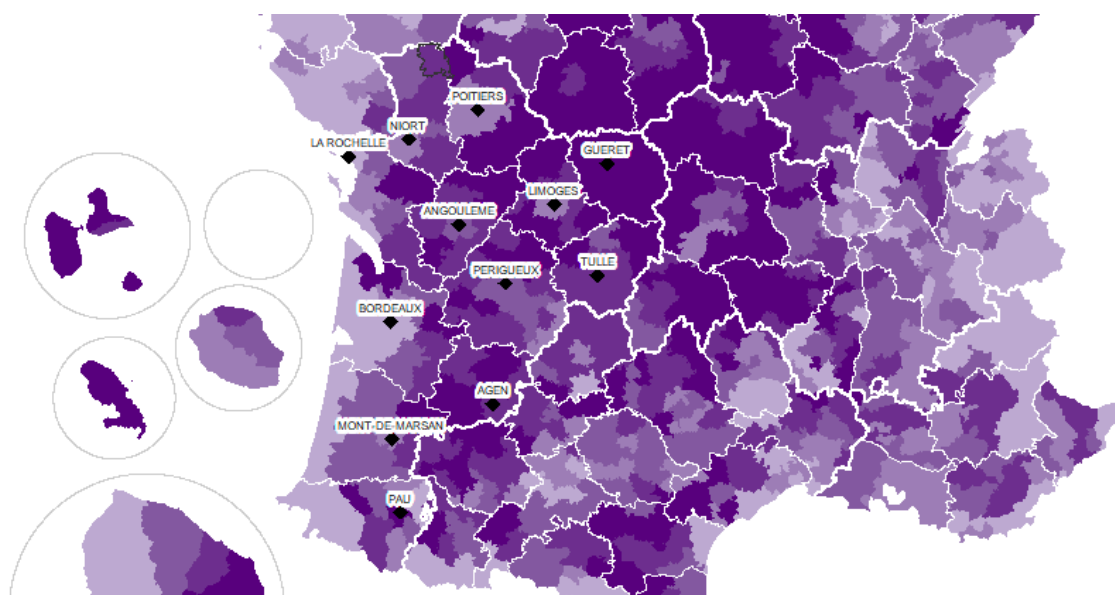 POITIERS
NIORT
LA ROCHELLE
GUERET
LIMOGES
ANGOULEME
PERIGUEUX
TULLE
BORDEAUX
AGEN
MONT-DE-MARSAN
PAU